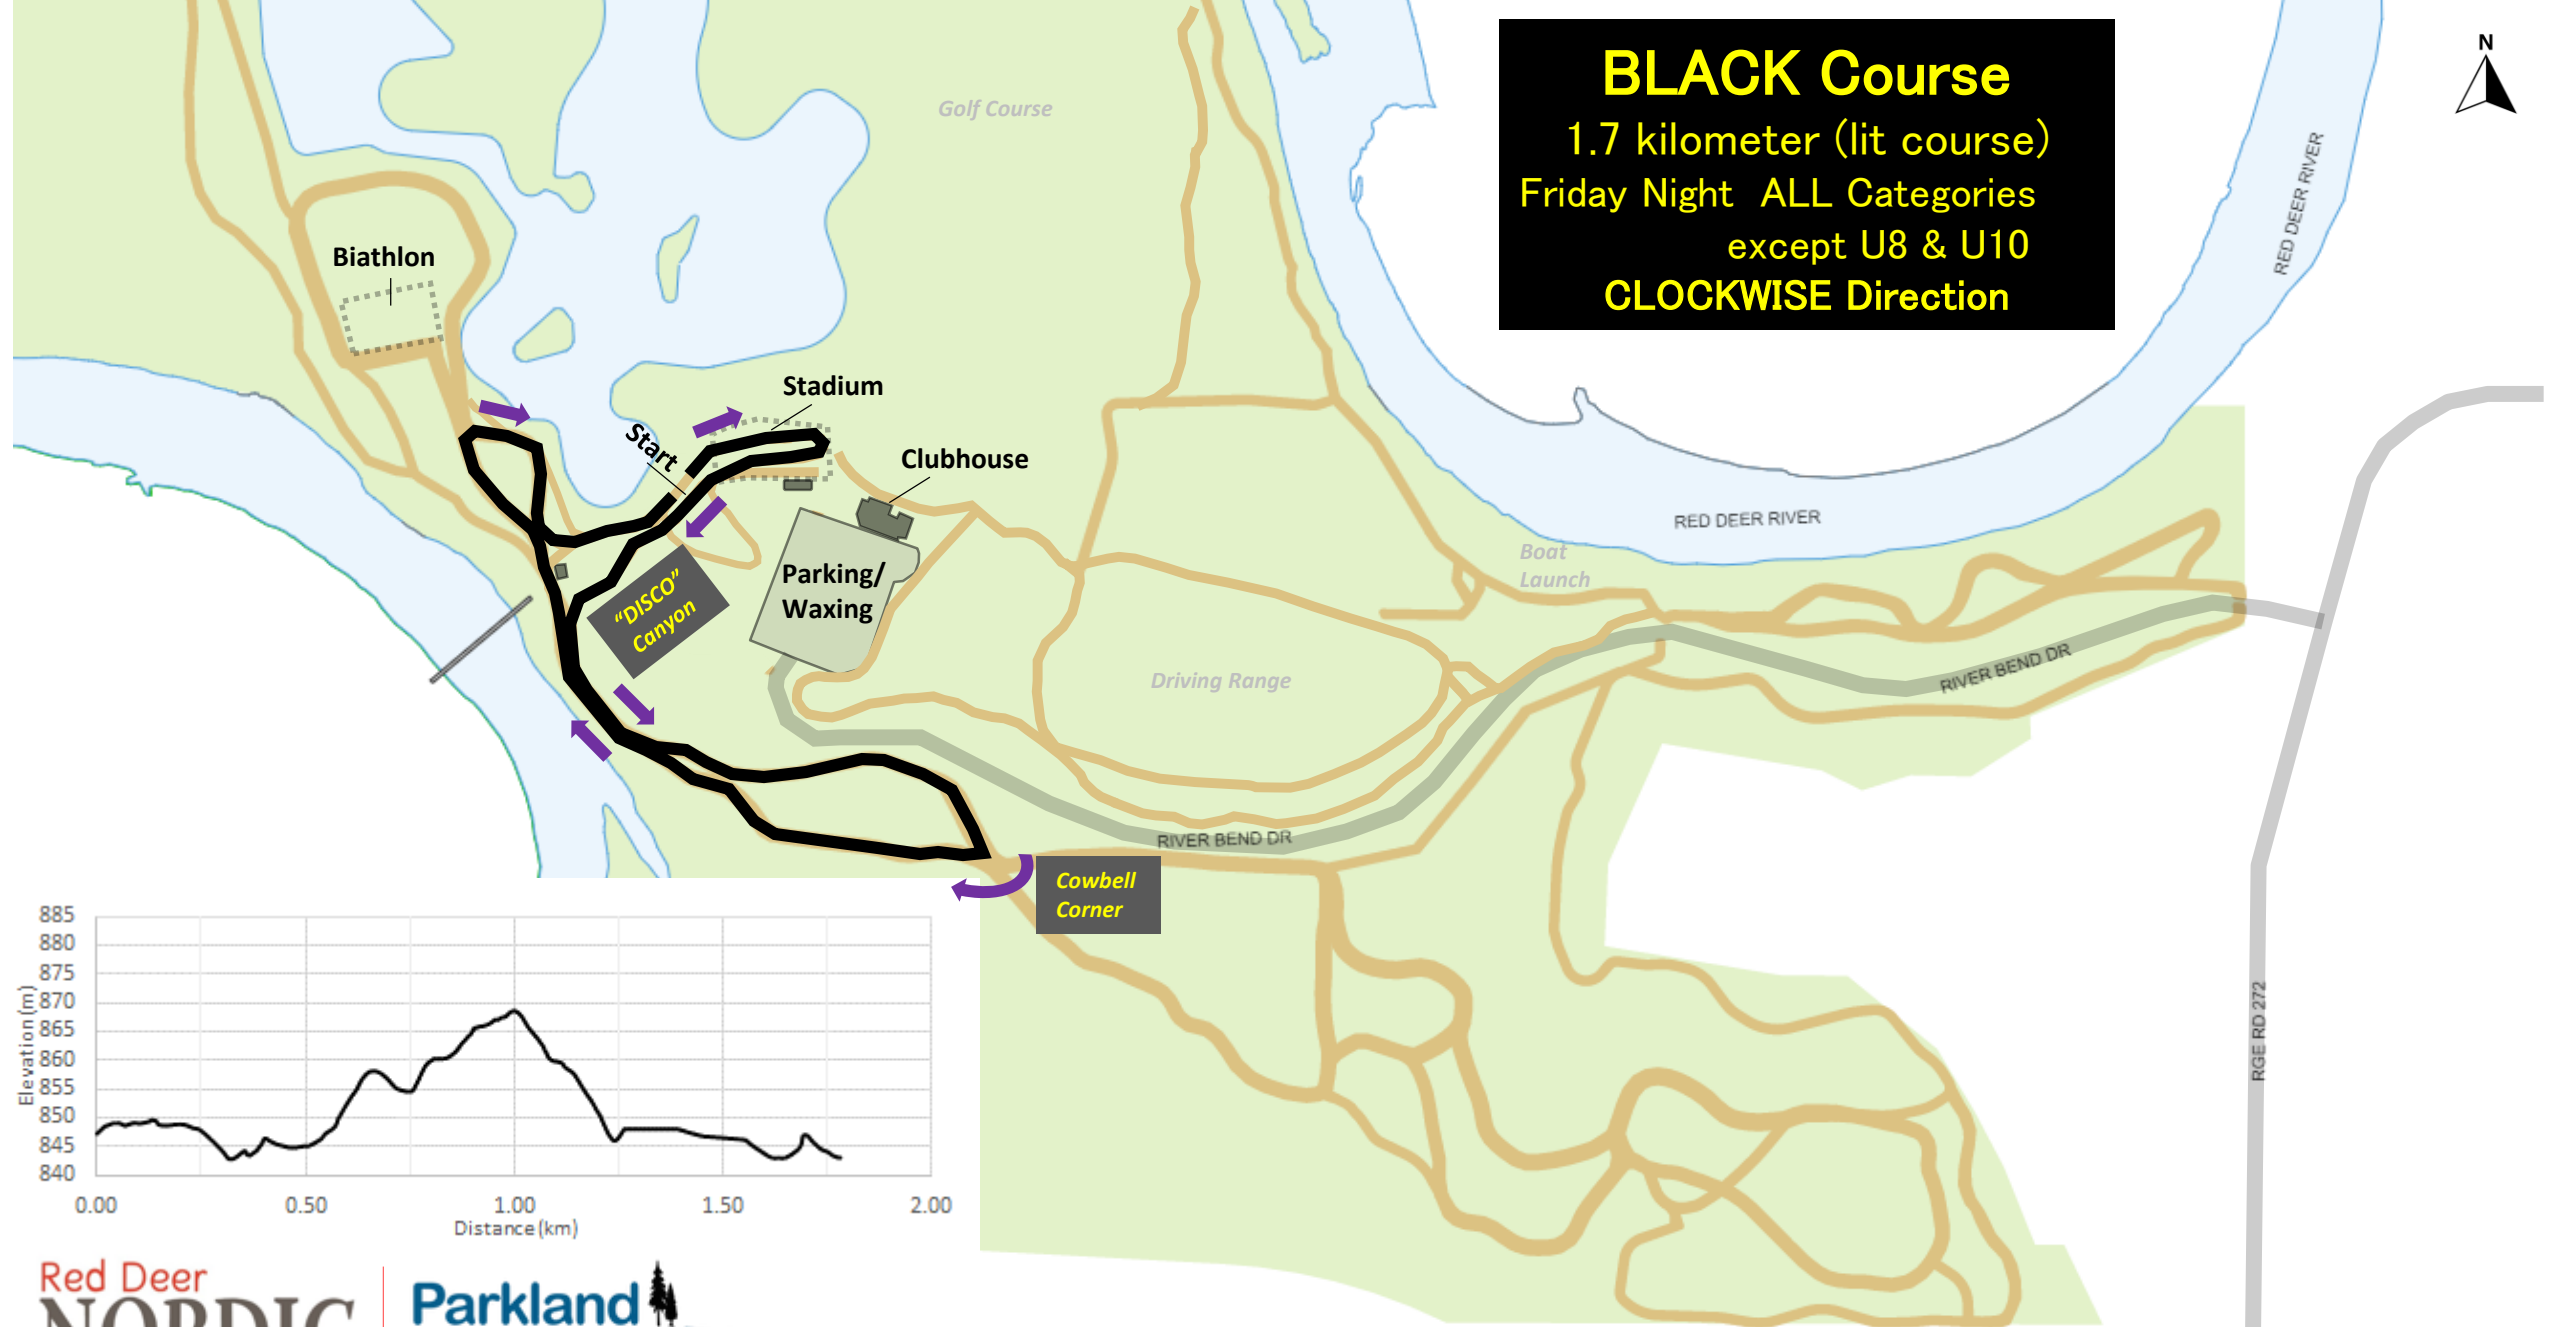 BLACK Course
1.7 kilometer (lit course)
Friday Night ALL Categories
except U8 & U10
CLOCKWISE Direction
N
Golf Course
RED DEER RIVER
Biathlon
Stadium
Start
Clubhouse
RED DEER RIVER
Boat
Launch
Parking/
Waxing
"DISCO"
Canyon
Driving Range
RIVER BEND DR
RIVER BEND DR
Cowbell
Corner
RGE RD 272
Elevation (m)
885
880
875
870
865
860
855
850
845
840
0.00 0.50 1.00 1.50 2.00
Distance (km)
Red Deer
NORDIC
Parkland